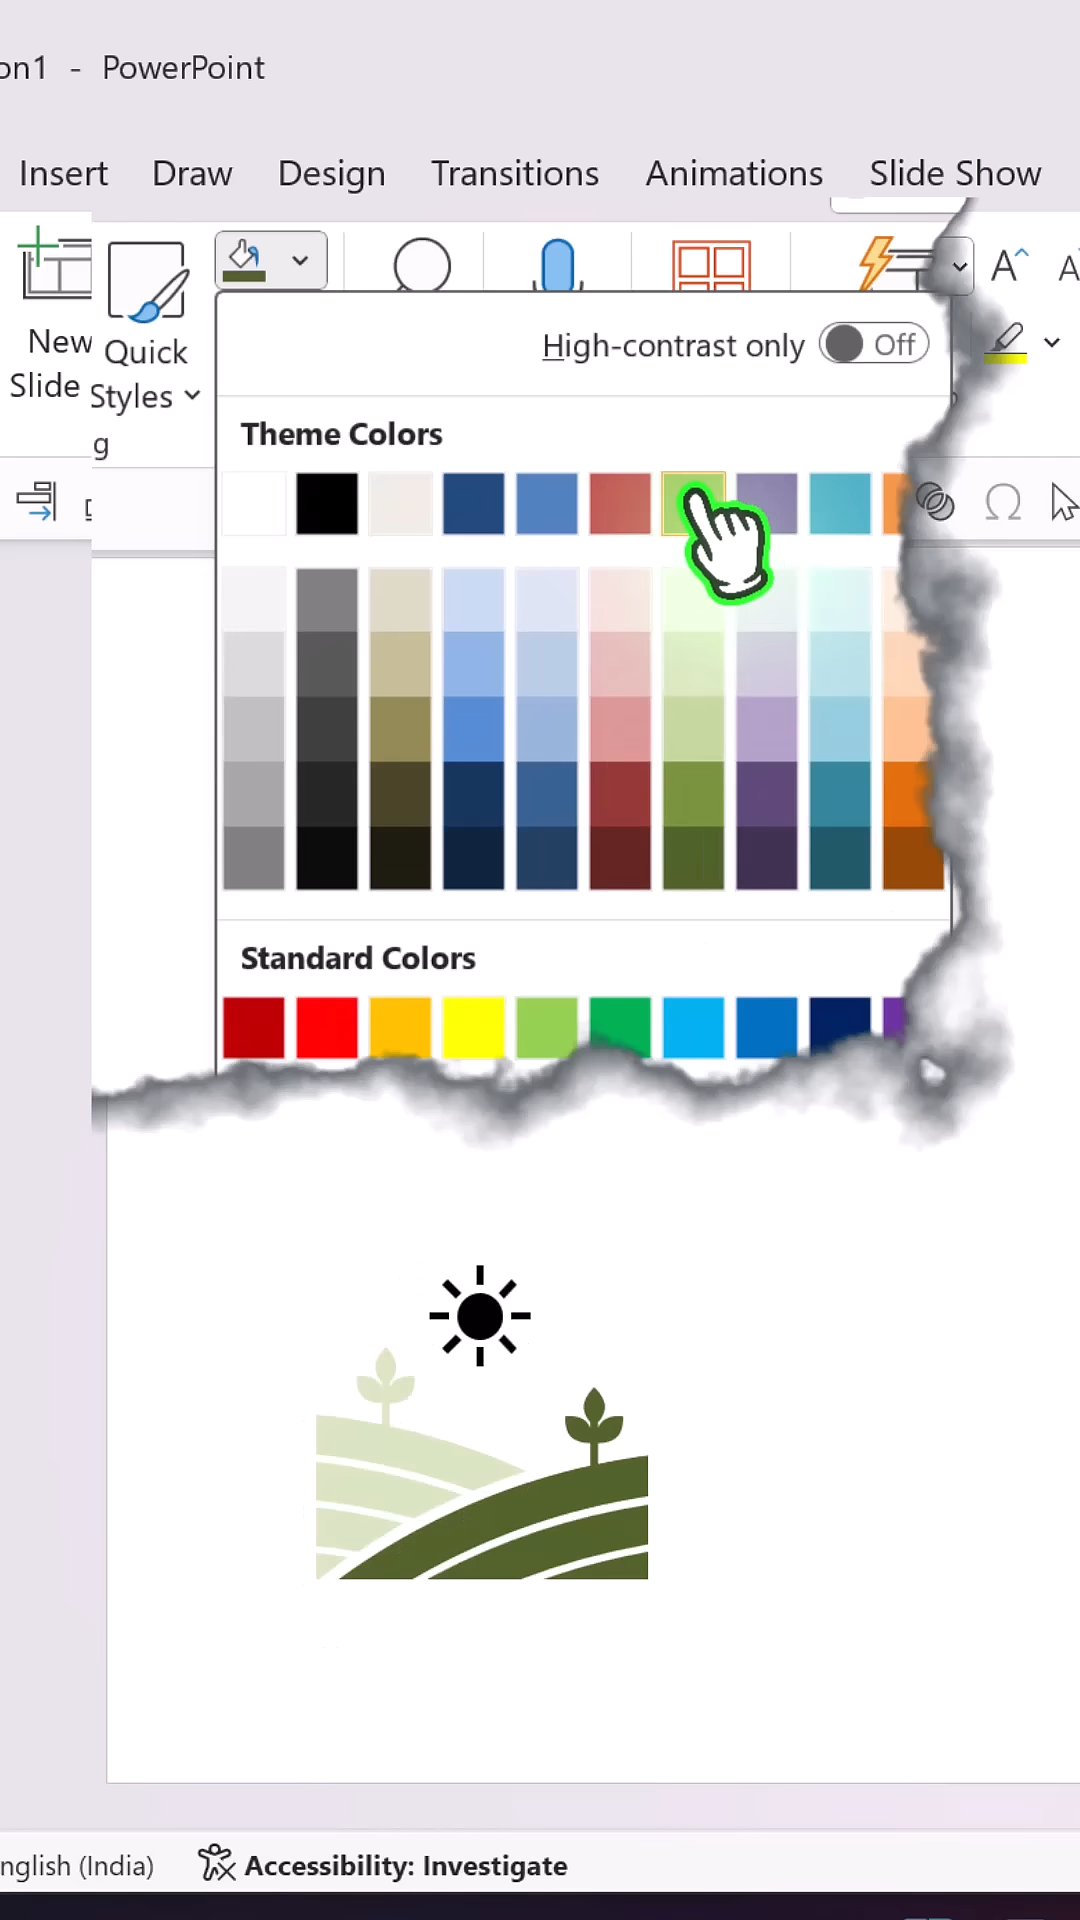 on1 - PowerPoint
Insert Draw Design Transitions Animations Slide Show
New
Slide
Quick
Styles
g
High-contrast only Off
Theme Colors
Standard Colors
nglish (India) Accessibility: Investigate